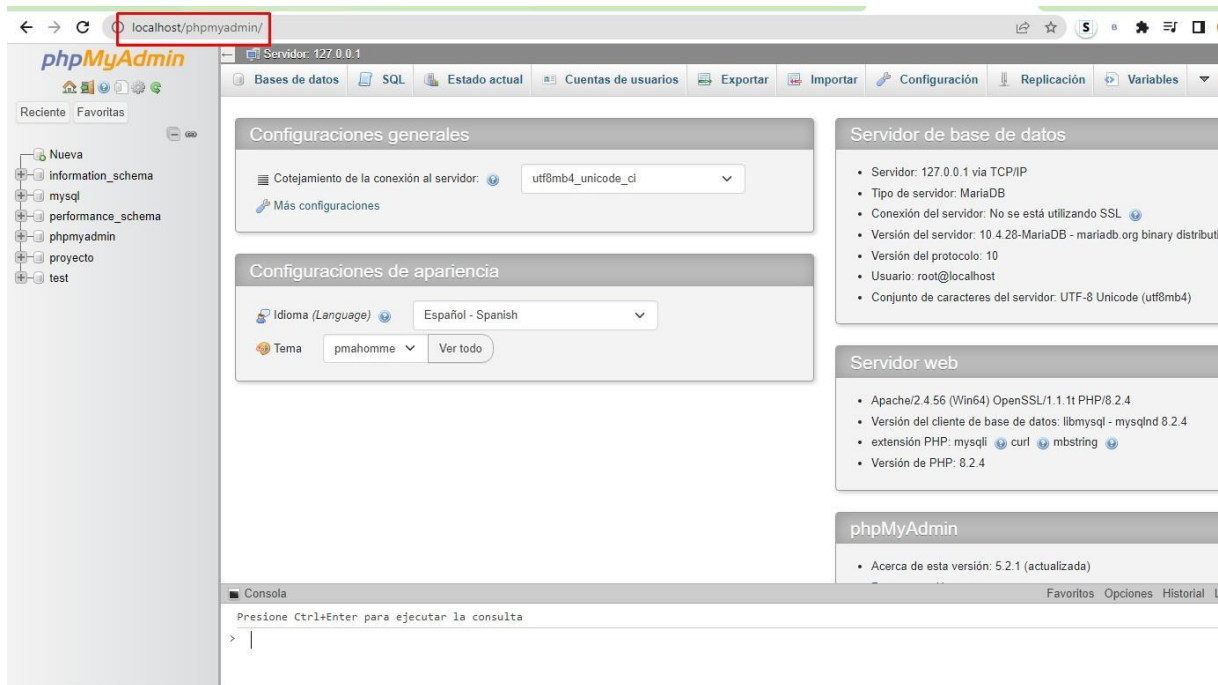 localhost/phpmyadmin/
phpMyAdmin
Reciente Favoritas
Nueva
information_schema
mysql
performance_schema
phpmyadmin
proyecto
test
Servidor: 127.0.0.1
Bases de datos SQL Estado actual Cuentas de usuarios Exportar Importar Configuración Replicación Variables
Configuraciones generales
Cotejamiento de la conexión al servidor: utf8mb4_unicode_ci
Más configuraciones
Configuraciones de apariencia
Idioma (Language) Español - Spanish
Tema pmahomme Ver todo
Servidor de base de datos
• Servidor: 127.0.0.1 via TCP/IP
• Tipo de servidor: MariaDB
• Conexión del servidor: No se está utilizando SSL
• Versión del servidor: 10.4.28-MariaDB - mariadb.org binary distributi
• Versión del protocolo: 10
• Usuario: root@localhost
• Conjunto de caracteres del servidor: UTF-8 Unicode (utf8mb4)
Servidor web
• Apache/2.4.56 (Win64) OpenSSL/1.1.1t PHP/8.2.4
• Versión del cliente de base de datos: libmysql - mysqlnd 8.2.4
• extensión PHP: mysqli curl mbstring
• Versión de PHP: 8.2.4
phpMyAdmin
• Acerca de esta versión: 5.2.1 (actualizada)
Consola Favoritos Opciones Historial
Presione Ctrl+Enter para ejecutar la consulta
>